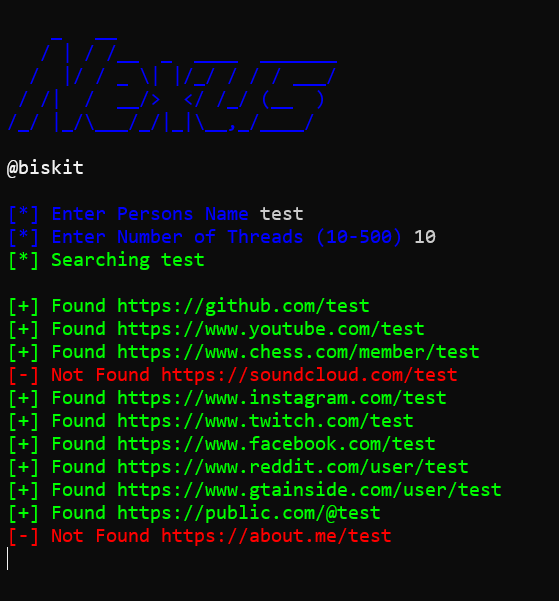 Nexus
@biskit
[*] Enter Persons Name test
[*] Enter Number of Threads (10-500) 10
[*] Searching test
[+] Found https://github.com/test
[+] Found https://www.youtube.com/test
[+] Found https://www.chess.com/member/test
[-] Not Found https://soundcloud.com/test
[+] Found https://www.instagram.com/test
[+] Found https://www.twitch.com/test
[+] Found https://www.facebook.com/test
[+] Found https://www.reddit.com/user/test
[+] Found https://www.gtainside.com/user/test
[+] Found https://public.com/@test
[-] Not Found https://about.me/test